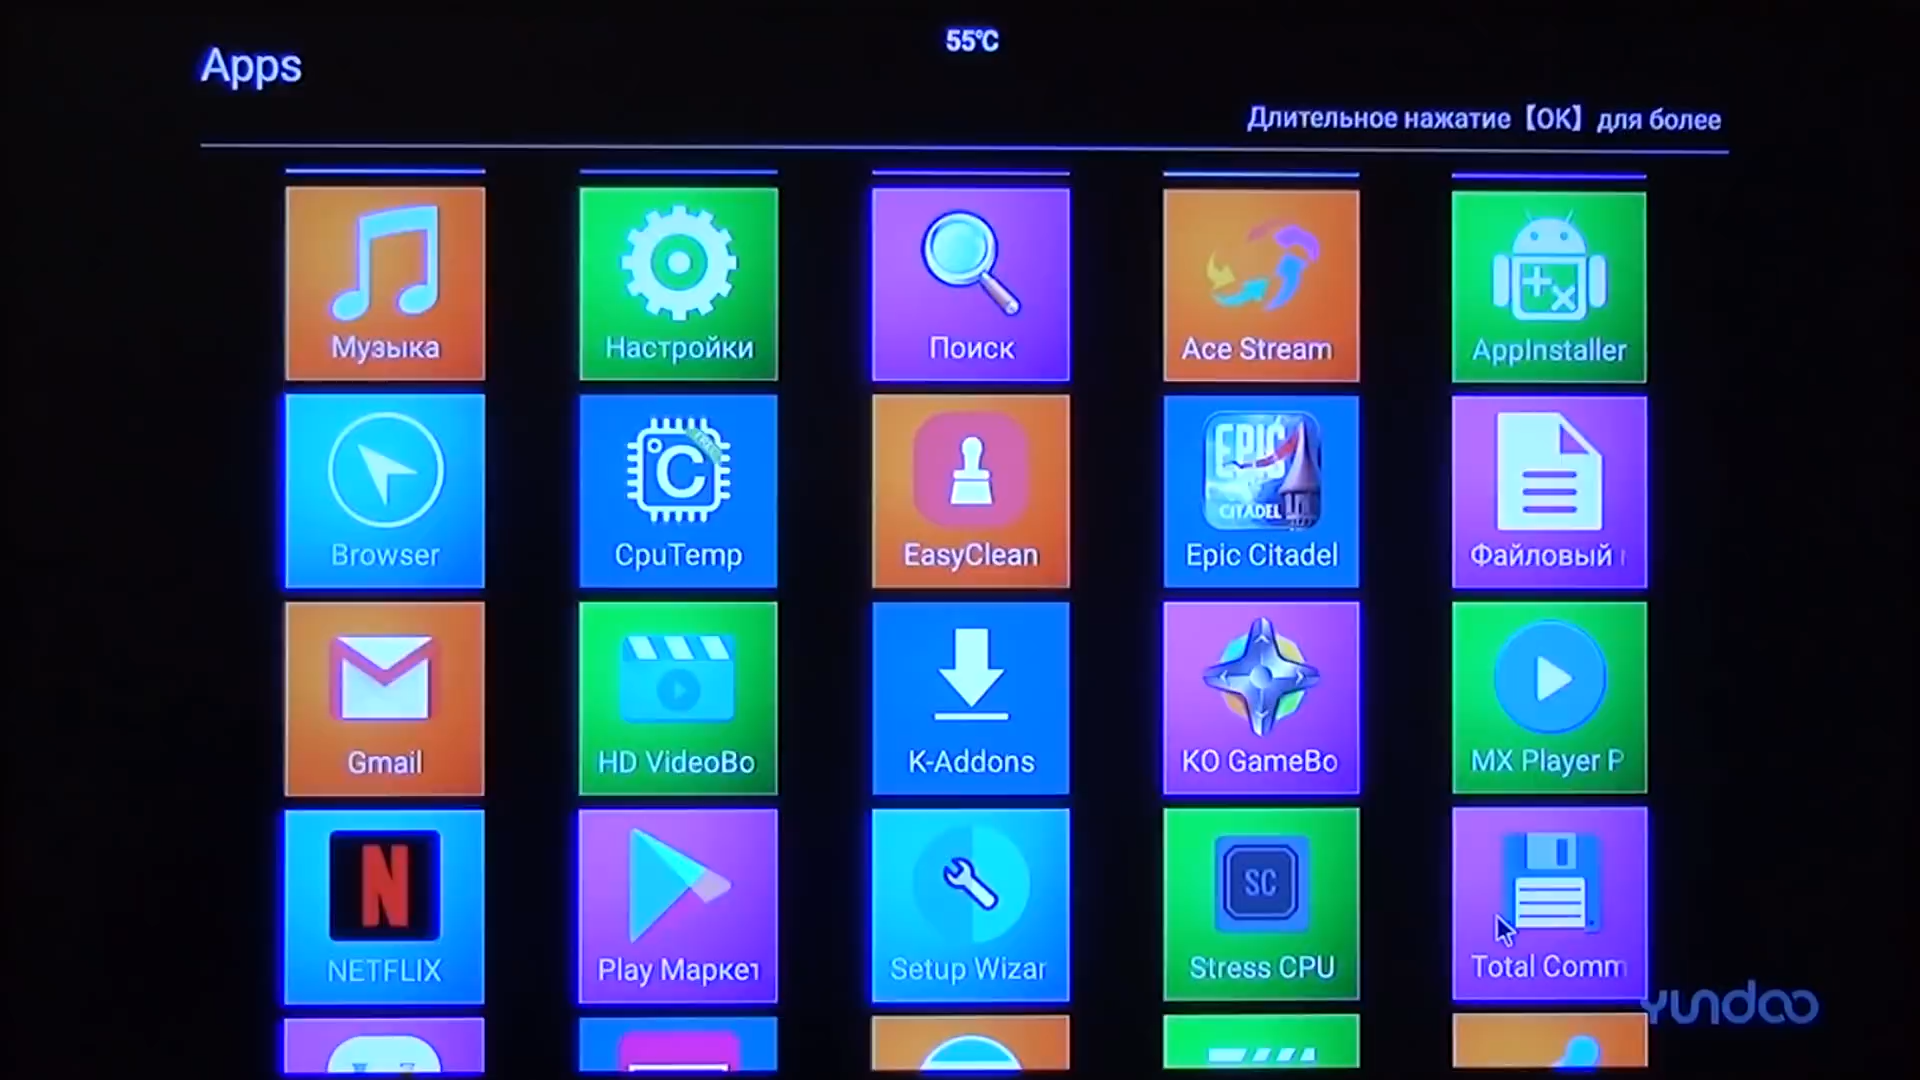 55°C
Apps
Длительное нажатие【OK】для более
Музыка
Настройки
Поиск
Ace Stream
AppInstaller
Browser
C
CpuTemp
EasyClean
EPIC
CITADEL
Epic Citadel
Файловый
Gmail
HD VideoBo
K-Addons
KO GameBo
MX Player P
N
NETFLIX
Play Маркет
Setup Wizar
SC
Stress CPU
Total Comm
YUNDOO